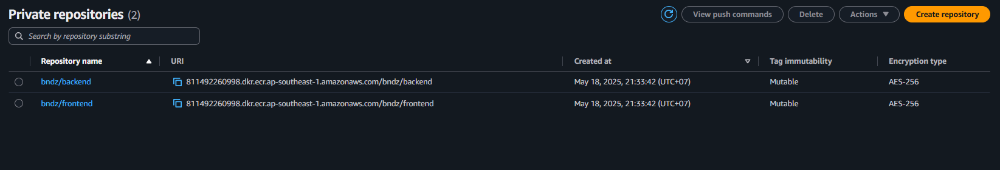 Private repositories (2)
View push commands
Delete
Actions
Create repository
Search by repository substring
Repository name URI Created at Tag immutability Encryption type
bndz/backend 811492260998.dkr.ecr.ap-southeast-1.amazonaws.com/bndz/backend May 18, 2025, 21:33:42 (UTC+07) Mutable AES-256
bndz/frontend 811492260998.dkr.ecr.ap-southeast-1.amazonaws.com/bndz/frontend May 18, 2025, 21:33:42 (UTC+07) Mutable AES-256